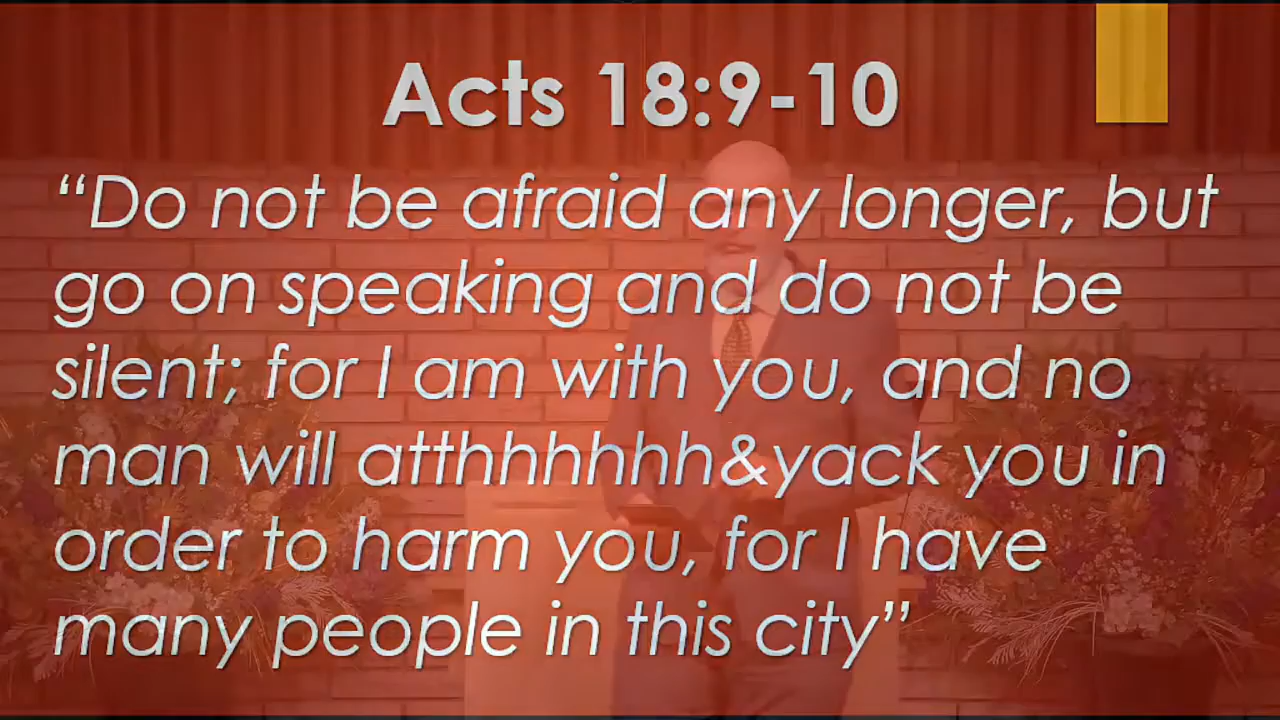 Acts 18:9-10
“Do not be afraid any longer, but
go on speaking and do not be
silent; for I am with you, and no
man will atthhhhhhh&yack you in
order to harm you, for I have
many people in this city”